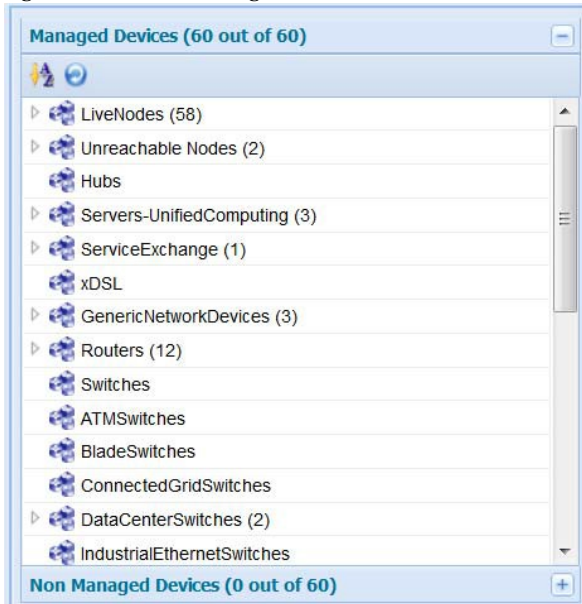 Managed Devices (60 out of 60)
LiveNodes (58)
Unreachable Nodes (2)
Hubs
Servers-UnifiedComputing (3)
ServiceExchange (1)
xDSL
GenericNetworkDevices (3)
Routers (12)
Switches
ATMSwitches
BladeSwitches
ConnectedGridSwitches
DataCenterSwitches (2)
IndustrialEthernetSwitches
Non Managed Devices (0 out of 60)